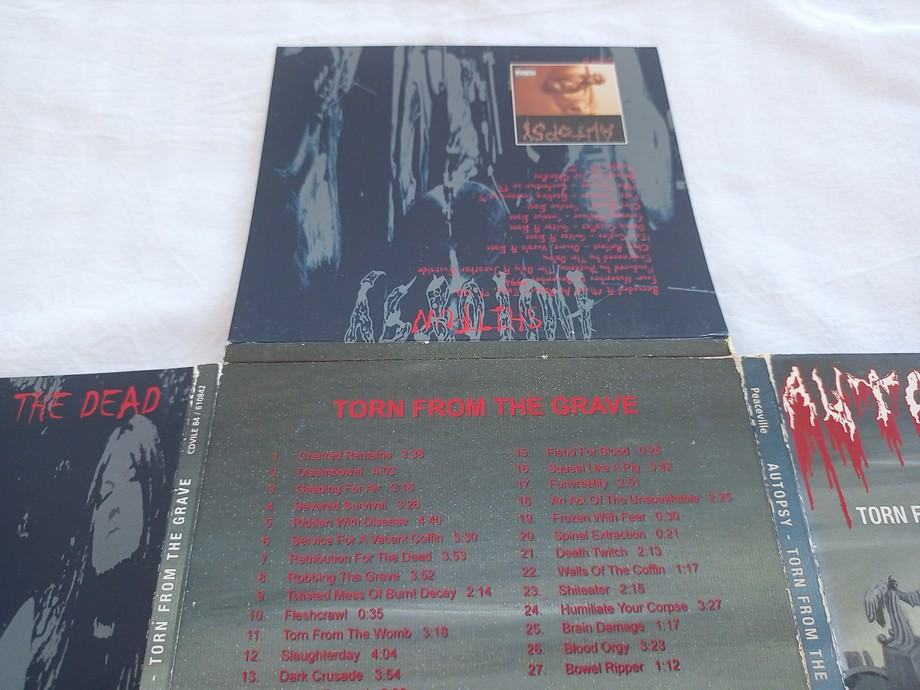 AUTOPSY
SHITFUN
THE DEAD
CDVILE 84 / 610842
- TORN FROM THE GRAVE
TORN FROM THE GRAVE
1. Charred Remains 3:38
2. Disembowel 4:03
3. Gasping For Air 3:18
4. Severed Survival 3:26
5. Ridden With Disease 4:40
6. Service For A Vacant Coffin 3:30
7. Retribution For The Dead 3:53
8. Robbing The Grave 3:52
9. Twisted Mass Of Burnt Decay 2:14
10. Fleshcrawl 0:35
11. Torn From The Womb 3:18
12. Slaughterday 4:04
13. Dark Crusade 3:54
15. Fiend For Blood 0:25
16. Squeal Like A Pig 3:42
17. Funereality 2:51
18. An Act Of The Unspeakable 2:25
19. Frozen With Fear 0:30
20. Spinal Extraction 0:21
21. Death Twitch 2:13
22. Walls Of The Coffin 1:17
23. Shiteater 2:15
24. Humiliate Your Corpse 3:27
25. Brain Damage 1:17
26. Blood Orgy 3:23
27. Bowel Ripper 1:12
Peaceville
AUTOPSY - TORN FROM THE
AUTO
TORN F